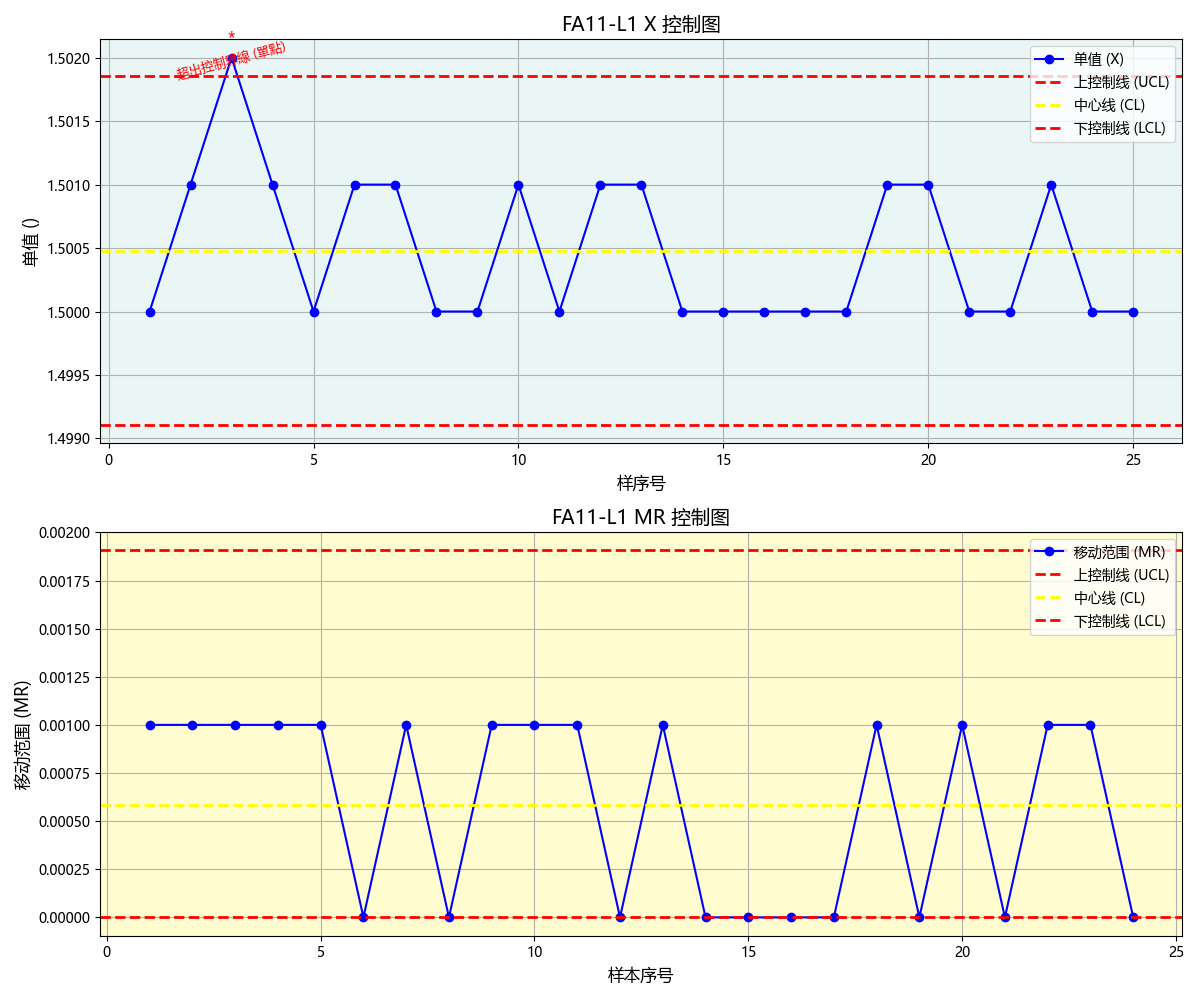 FA11-L1 X 控制图
*
超出控制界線 (單點)
单值 (X)
上控制线 (UCL)
中心线 (CL)
下控制线 (LCL)
单值 ()
1.5020
1.5015
1.5010
1.5005
1.5000
1.4995
1.4990
0 5 10 15 20 25
样序号
FA11-L1 MR 控制图
移动范围 (MR)
上控制线 (UCL)
中心线 (CL)
下控制线 (LCL)
移动范围 (MR)
0.00200
0.00175
0.00150
0.00125
0.00100
0.00075
0.00050
0.00025
0.00000
0 5 10 15 20 25
样本序号